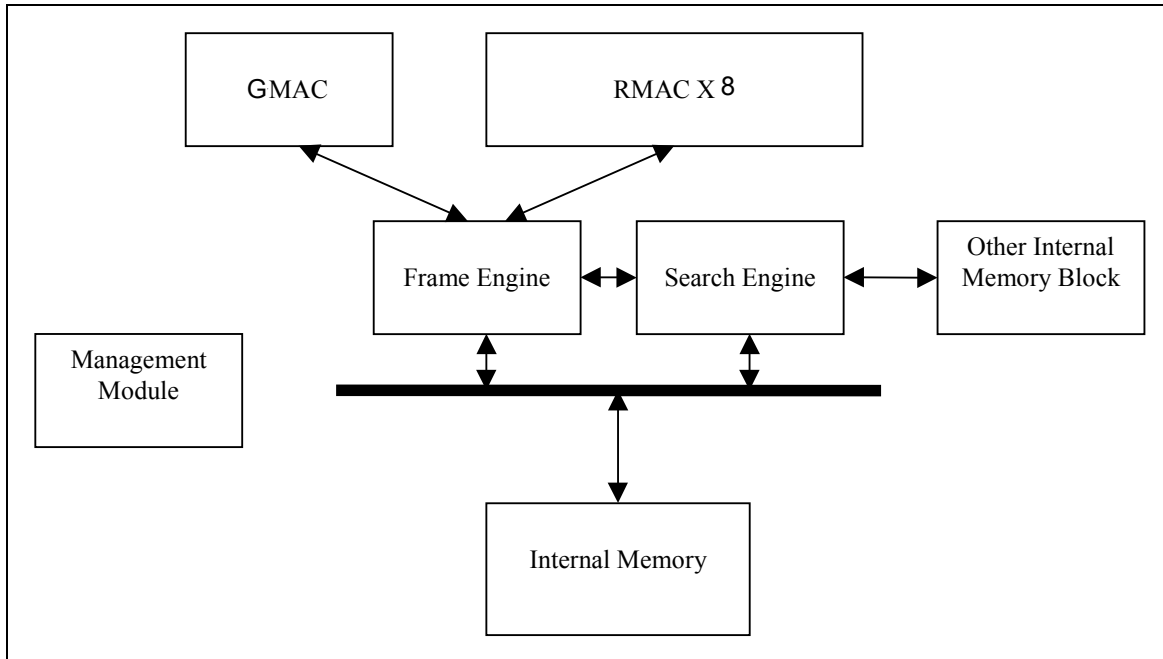 GMAC
RMAC X 8
Frame Engine
Search Engine
Other Internal
Memory Block
Management
Module
Internal Memory